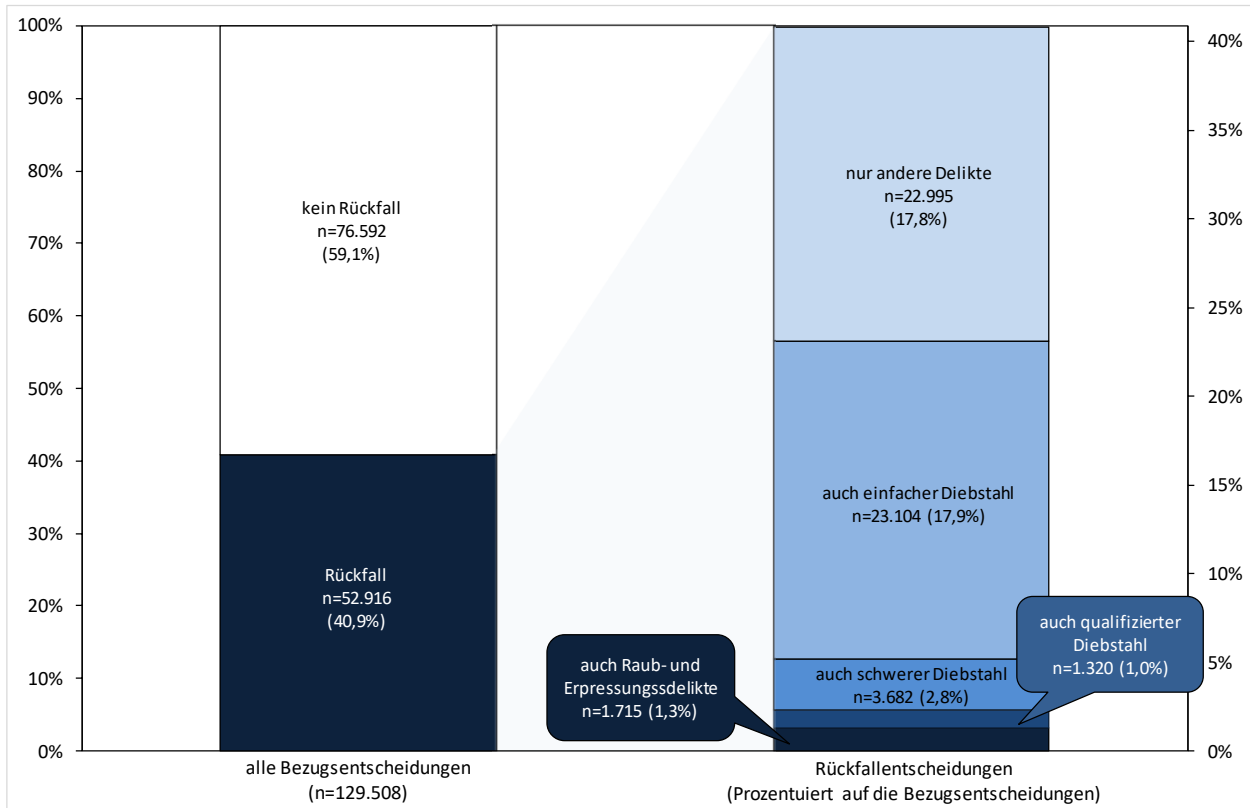 100%
90%
80%
70%
60%
50%
40%
30%
20%
10%
0%
kein Rückfall
n=76.592
(59,1%)
Rückfall
n=52.916
(40,9%)
alle Bezugsentscheidungen
(n=129.508)
nur andere Delikte
n=22.995
(17,8%)
auch einfacher Diebstahl
n=23.104 (17,9%)
auch schwerer Diebstahl
n=3.682 (2,8%)
auch qualifizierter
Diebstahl
n=1.320 (1,0%)
auch Raub- und
Erpressungssdelikte
n=1.715 (1,3%)
Rückfallentscheidungen
(Prozentuiert auf die Bezugsentscheidungen)
40%
35%
30%
25%
20%
15%
10%
5%
0%